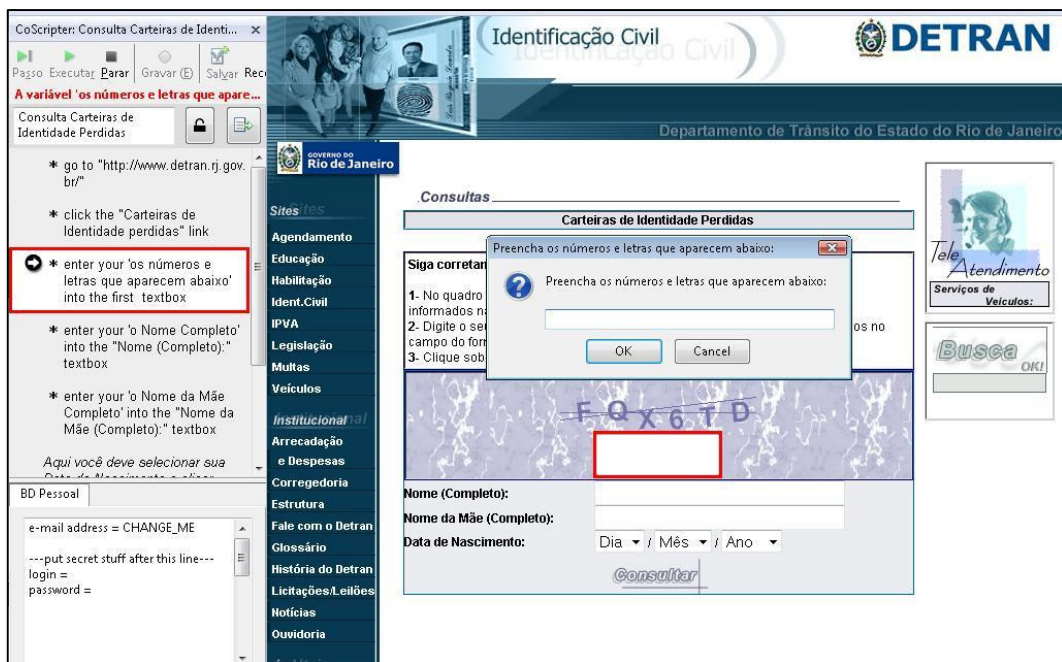 CoScripter: Consulta Carteiras de Identi...
Passo Executar Parar Gravar (E) Salvar Reco
A variável 'os números e letras que apare...
Consulta Carteiras de
Identidade Perdidas
* go to "http://www.detran.rj.gov.
br/"
* click the "Carteiras de
Identidade perdidas" link
* enter your 'os números e
letras que aparecem abaixo'
into the first textbox
* enter your 'o Nome Completo'
into the "Nome (Completo):"
textbox
* enter your 'o Nome da Mãe
Completo' into the "Nome da
Mãe (Completo):" textbox
Aqui você deve selecionar sua
BD Pessoal
e-mail address = CHANGE_ME
---put secret stuff after this line---
login =
password =
Identificação Civil
DETRAN
Departamento de Trânsito do Estado do Rio de Janeiro
GOVERNO DO
Rio de Janeiro
Sites
Agendamento
Educação
Habilitação
Ident.Civil
IPVA
Legislação
Multas
Veículos
Institucional
Arrecadação
e Despesas
Corregedoria
Estrutura
Fale com o Detran
Glossário
História do Detran
Licitações/Leilões
Notícias
Ouvidoria
.Consultas
Carteiras de Identidade Perdidas
Siga corretan
1- No quadro
informados na
2- Digite o seu
os no
campo do forn
3- Clique sob
Preencha os números e letras que aparecem abaixo:
Preencha os números e letras que aparecem abaixo:
OK Cancel
F Q X 6 T D
Nome (Completo):
Nome da Mãe (Completo):
Data de Nascimento: Dia / Mês / Ano
Consultar
Tele
Atendimento
Serviços de
Veículos:
Busca
OK!